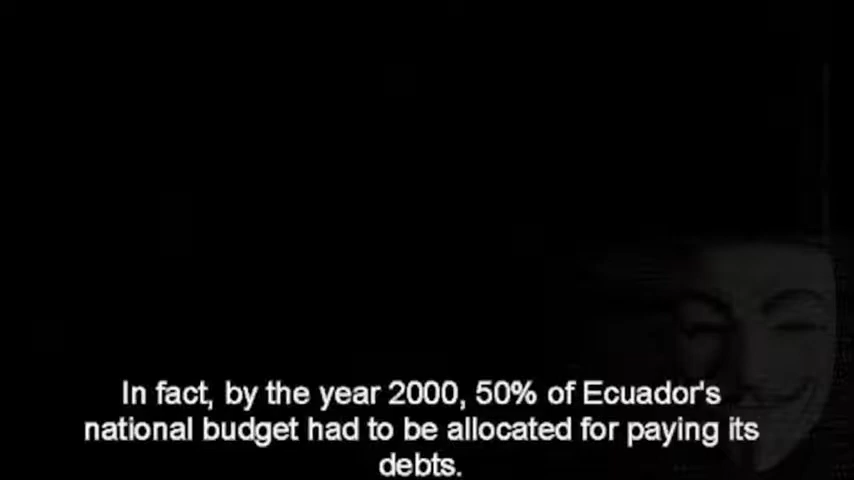 In fact, by the year 2000, 50% of Ecuador's
national budget had to be allocated for paying its
debts.